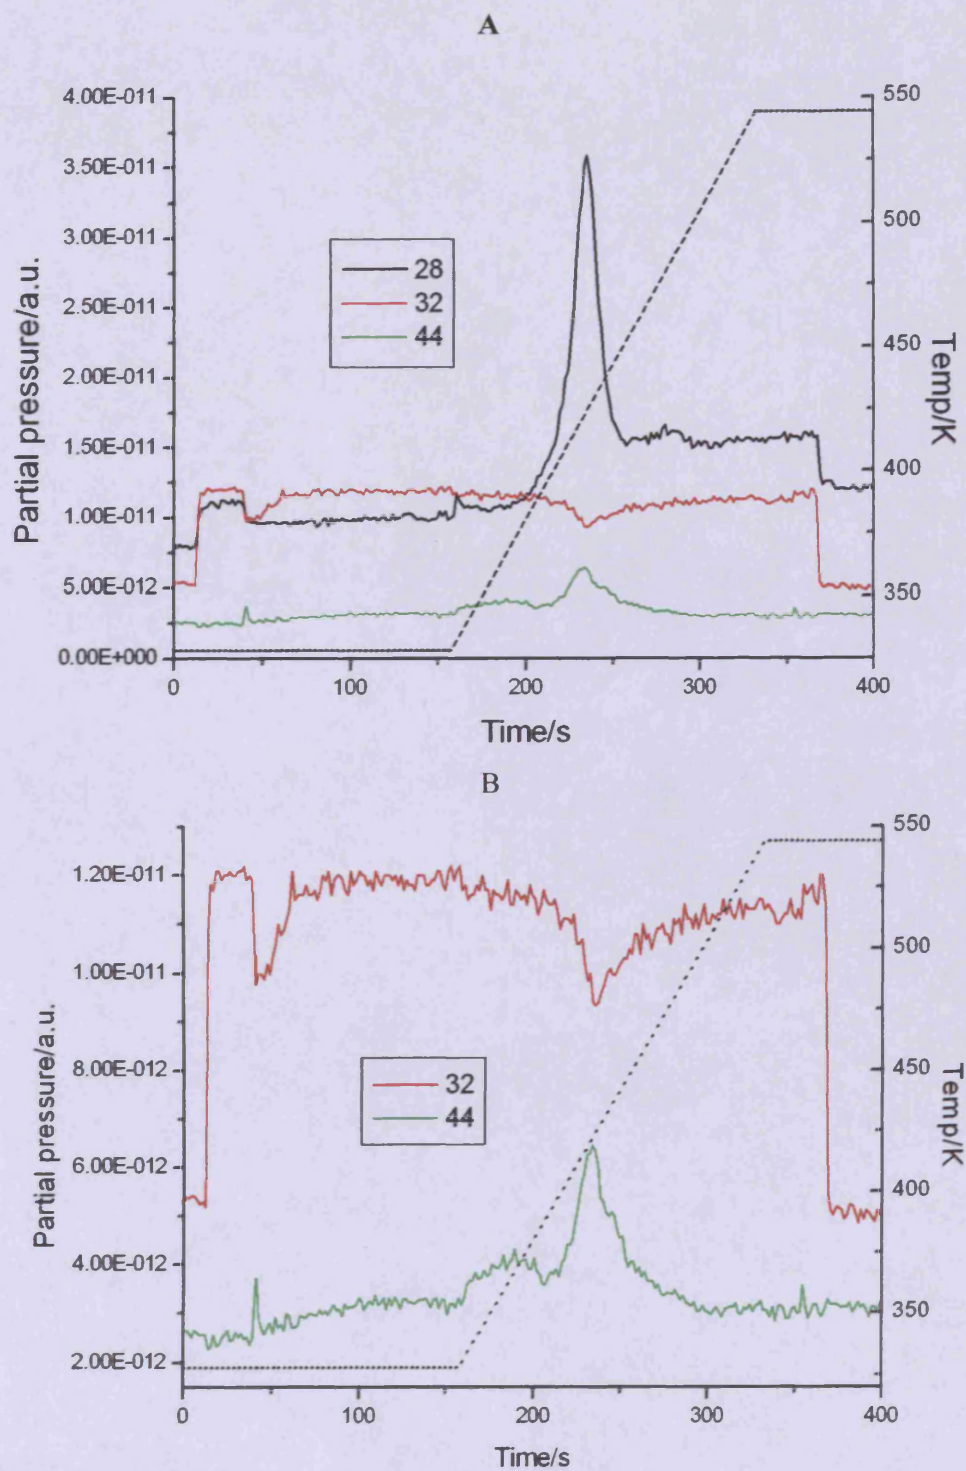 A
4.00E-011
3.50E-011
3.00E-011
2.50E-011
2.00E-011
1.50E-011
1.00E-011
5.00E-012
0.00E+000
Partial pressure/a.u.
28
32
44
550
500
450
400
350
Temp/K
0 100 200 300 400
Time/s
B
1.20E-011
1.00E-011
8.00E-012
6.00E-012
4.00E-012
2.00E-012
Partial pressure/a.u.
32
44
550
500
450
400
350
Temp/K
0 100 200 300 400
Time/s